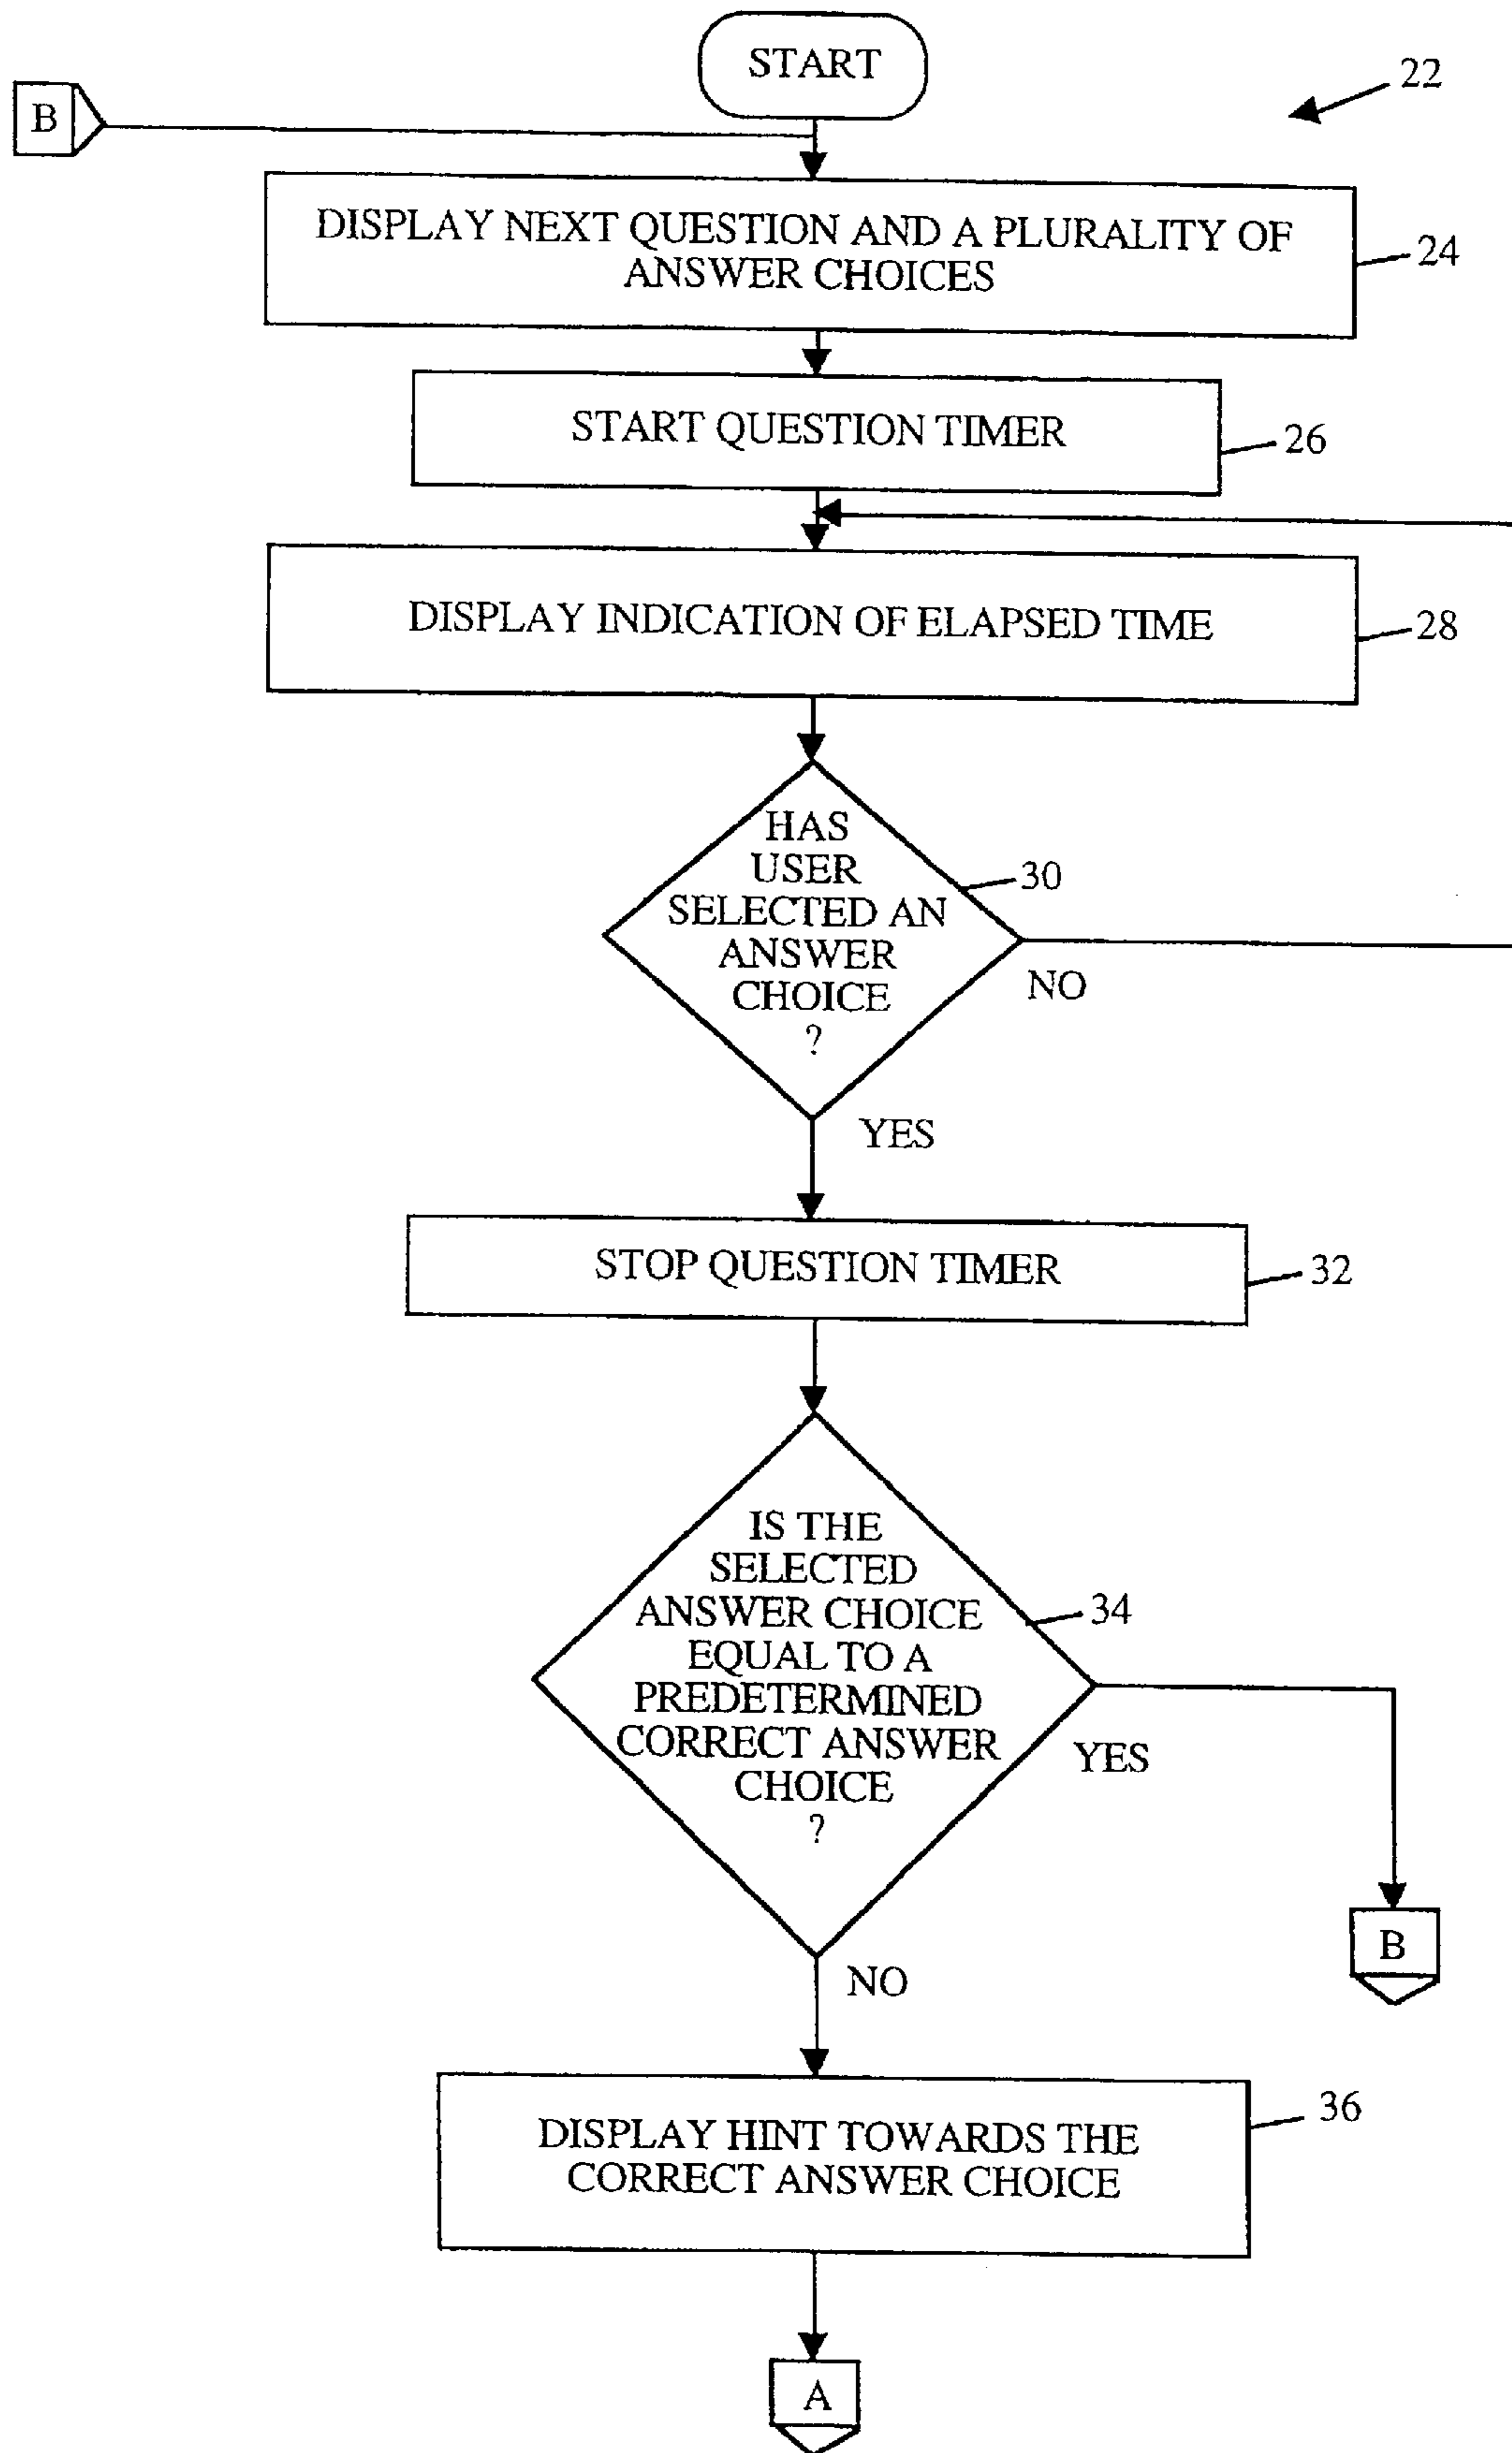 START
22
B
DISPLAY NEXT QUESTION AND A PLURALITY OF
ANSWER CHOICES
24
START QUESTION TIMER
26
DISPLAY INDICATION OF ELAPSED TIME
28
HAS
USER
SELECTED AN
ANSWER
CHOICE
?
30
NO
YES
STOP QUESTION TIMER
32
IS THE
SELECTED
ANSWER CHOICE
EQUAL TO A
PREDETERMINED
CORRECT ANSWER
CHOICE
?
34
YES
B
NO
DISPLAY HINT TOWARDS THE
CORRECT ANSWER CHOICE
36
A